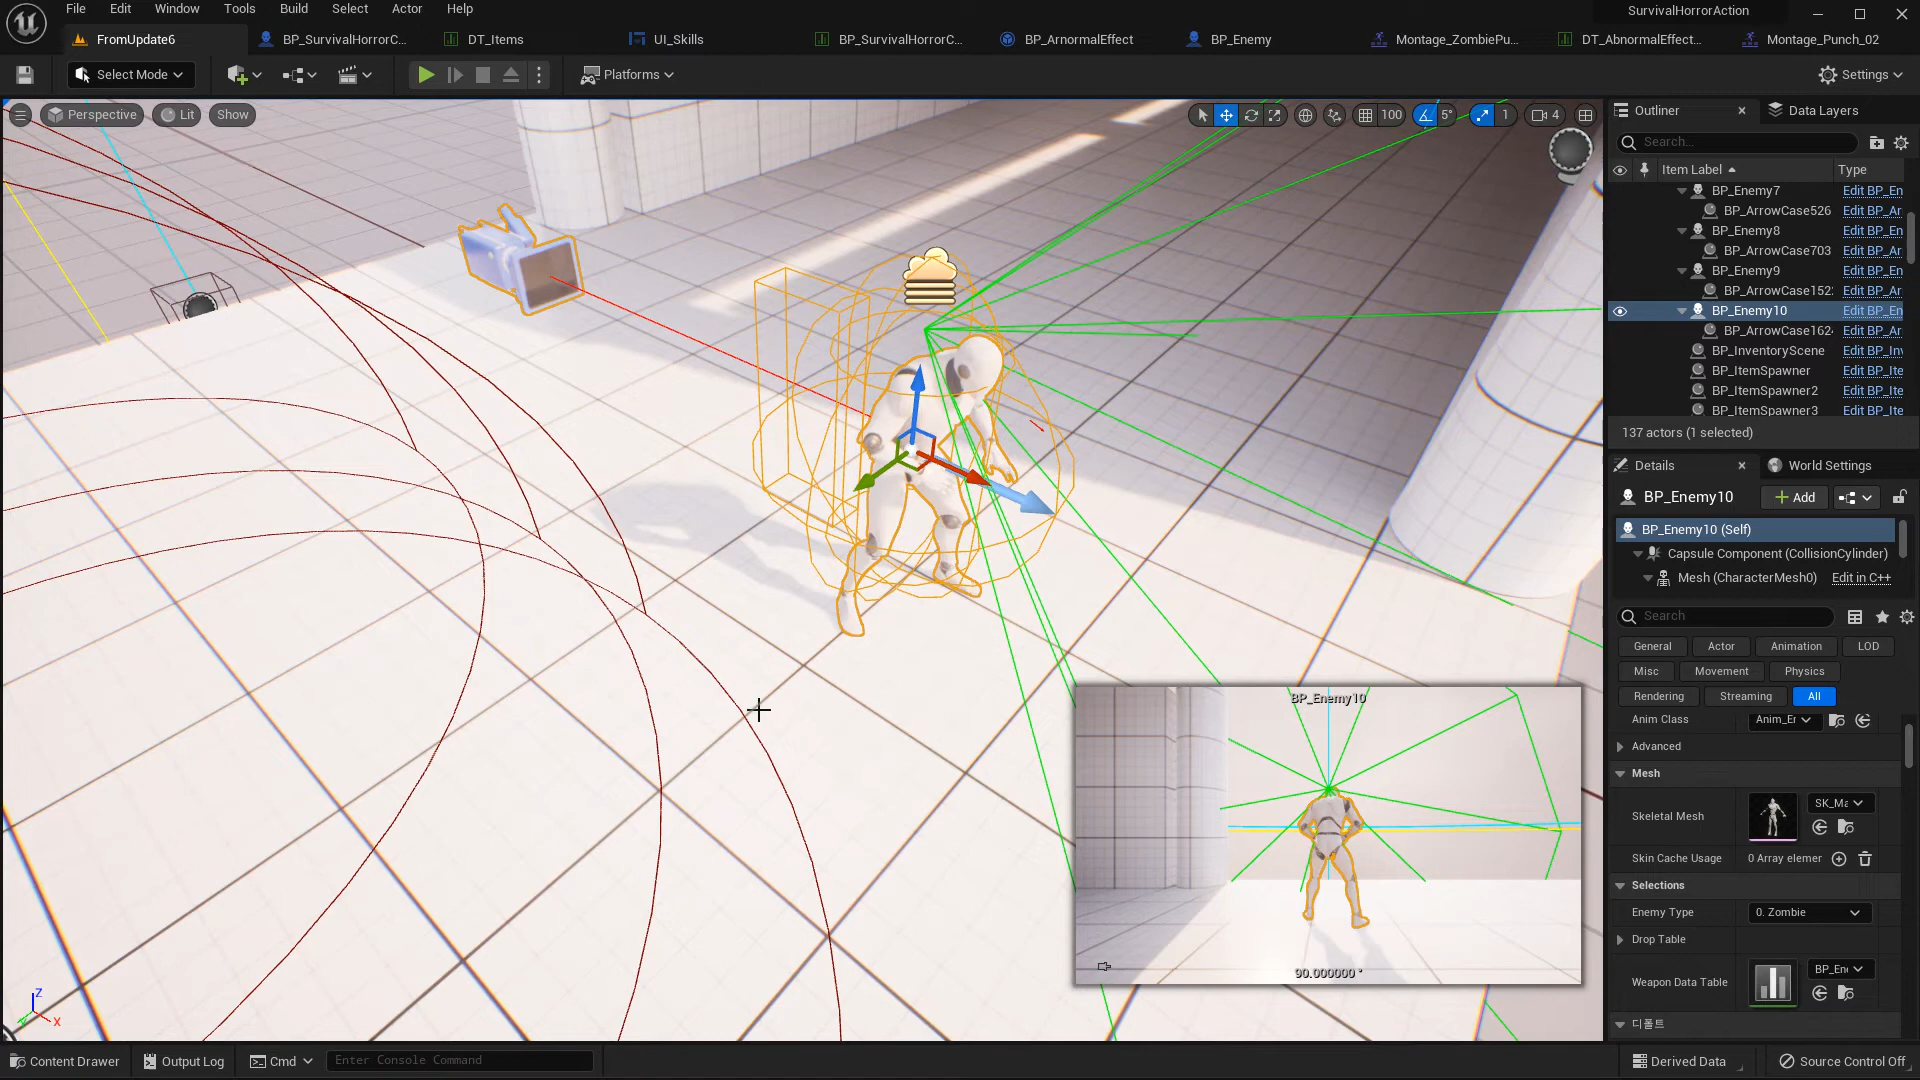 File Edit Window Tools Build Select Actor Help
SurvivalHorrorAction
FromUpdate6
BP_SurvivalHorrorC...
DT_Items
UI_Skills
BP_SurvivalHorrorC...
BP_ArnormalEffect
BP_Enemy
Montage_ZombiePu...
DT_AbnormalEffect...
Montage_Punch_02
Select Mode
Platforms
Settings
Perspective
Lit
Show
100
5°
1
4
Outliner
Data Layers
Search...
Item Label
Type
BP_Enemy7 Edit BP_En
BP_ArrowCase526 Edit BP_Ar
BP_Enemy8 Edit BP_En
BP_ArrowCase703 Edit BP_Ar
BP_Enemy9 Edit BP_En
BP_ArrowCase152 Edit BP_Ar
BP_Enemy10 Edit BP_En
BP_ArrowCase162 Edit BP_Ar
BP_InventoryScene Edit BP_Inv
BP_ItemSpawner Edit BP_Ite
BP_ItemSpawner2 Edit BP_Ite
BP_ItemSpawner3 Edit BP_Ite
137 actors (1 selected)
Details
World Settings
BP_Enemy10
Add
BP_Enemy10 (Self)
Capsule Component (CollisionCylinder)
Mesh (CharacterMesh0) Edit in C++
Search
General Actor Animation LOD
Misc Movement Physics
Rendering Streaming All
Anim Class Anim_Er
Advanced
Mesh
Skeletal Mesh SK_Ma
Skin Cache Usage 0 Array elemer
Selections
Enemy Type 0. Zombie
Drop Table
Weapon Data Table BP_Ene
디폴트
BP_Enemy10
90.000000 °
Z
X
Content Drawer
Output Log
Cmd
Enter Console Command
Derived Data
Source Control Off